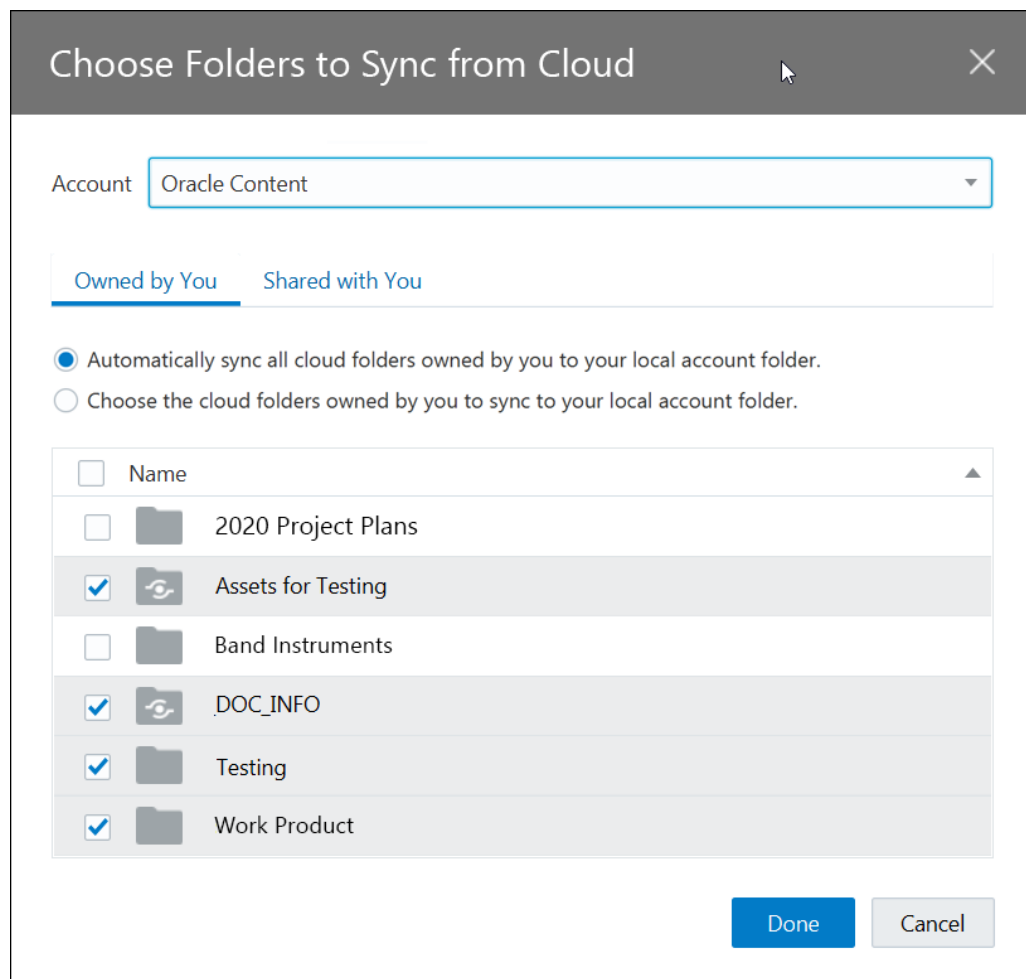 Choose Folders to Sync from Cloud
Account Oracle Content
Owned by You Shared with You
Automatically sync all cloud folders owned by you to your local account folder.
Choose the cloud folders owned by you to sync to your local account folder.
Name
2020 Project Plans
Assets for Testing
Band Instruments
DOC_INFO
Testing
Work Product
Done Cancel